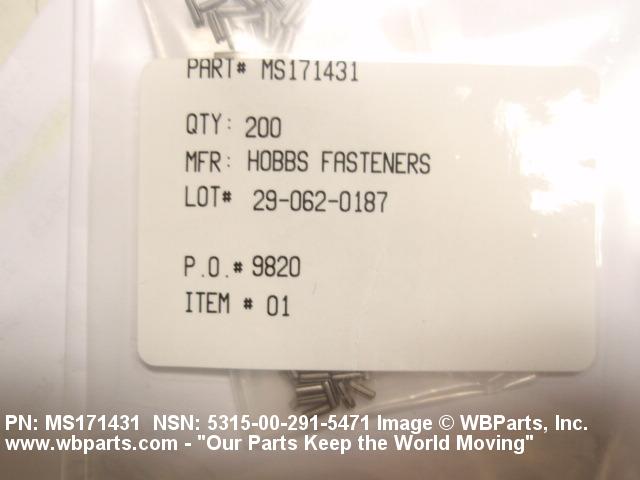 PART# MS171431
QTY: 200
MFR: HOBBS FASTENERS
LOT# 29-062-0187
P.O.# 9820
ITEM # 01
PN: MS171431 NSN: 5315-00-291-5471 Image © WBParts, Inc.
www.wbparts.com - "Our Parts Keep the World Moving"